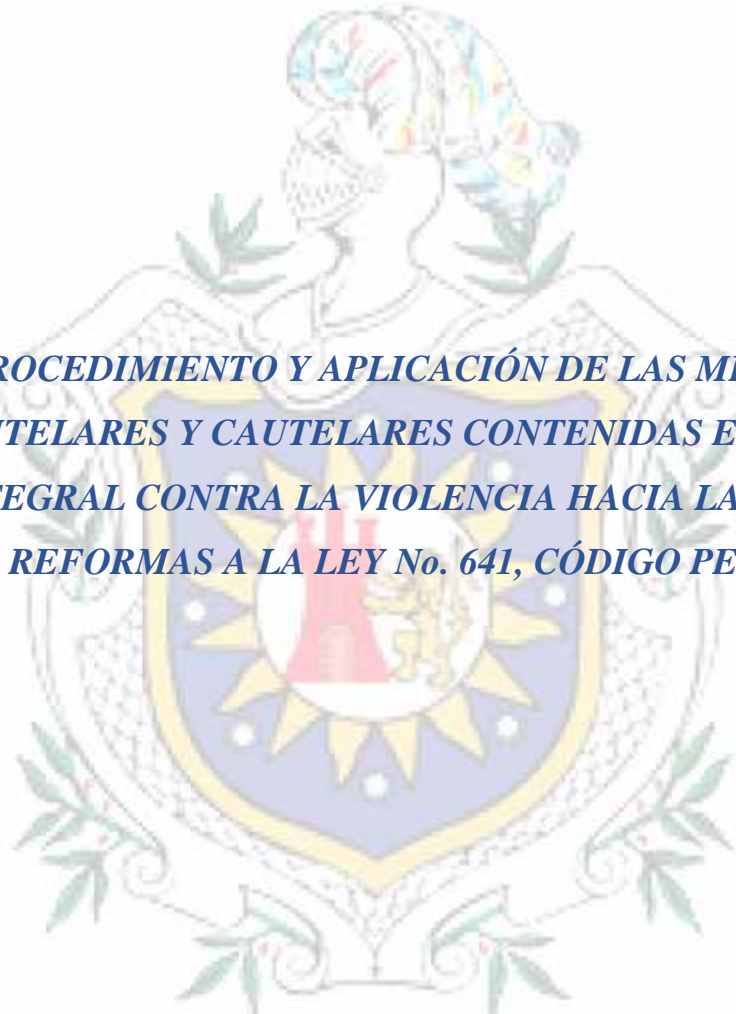 ROCEDIMIENTO Y APLICACIÓN DE LAS
TELARES Y CAUTELARES CONTENIDAS E
EGRAL CONTRA LA VIOLENCIA HACIA LA
REFORMAS A LA LEY No. 641, CÓDIGO PE